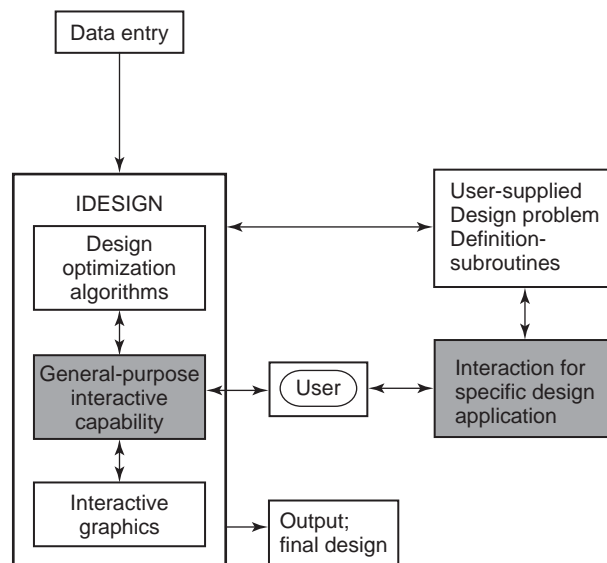 Data entry
IDESIGN
Design
optimization
algorithms
General-purpose
interactive
capability
Interactive
graphics
User
Output;
final design
User-supplied
Design problem
Definition-
subroutines
Interaction for
specific design
application